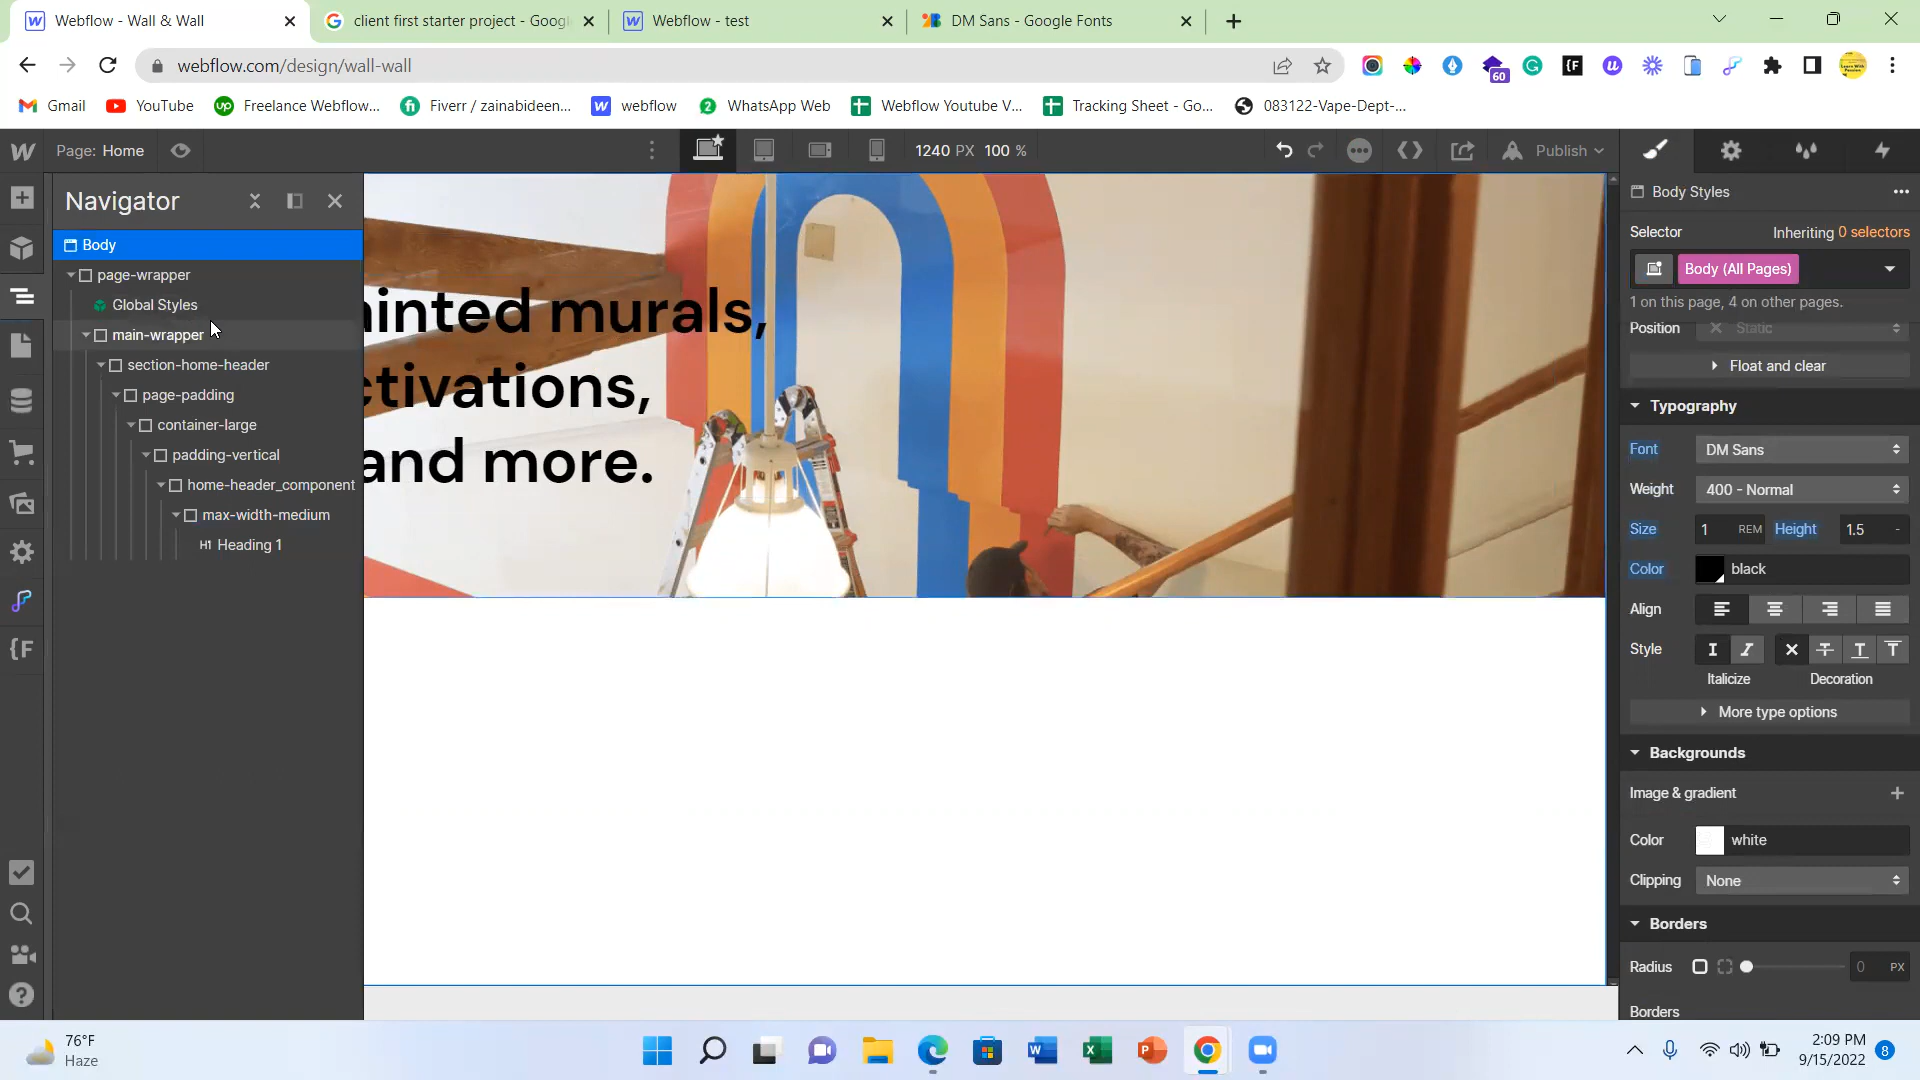 Webflow - Wall & Wall
client first starter project - Goog
Webflow - test
DM Sans - Google Fonts
webflow.com/design/wall-wall
60
Gmail
YouTube
Freelance Webflow...
Fiverr / zainabideen...
webflow
WhatsApp Web
Webflow Youtube V...
Tracking Sheet - Go...
083122-Vape-Dept-...
Page: Home
1240 PX 100 %
Publish
Navigator
Body
page-wrapper
Global Styles
main-wrapper
section-home-header
page-padding
container-large
padding-vertical
home-header_component
max-width-medium
H1 Heading 1
ainted murals,
ctivations,
and more.
Body Styles
Selector
Inheriting 0 selectors
Body (All Pages)
1 on this page, 4 on other pages.
Position
Static
Float and clear
Typography
Font
DM Sans
Weight
400 - Normal
Size
1 REM
Height
1.5 -
Color
black
Align
Style
Italicize
Decoration
More type options
Backgrounds
Image & gradient
Color
white
Clipping
None
Borders
Radius
0 PX
Borders
76°F
Haze
2:09 PM
9/15/2022
8